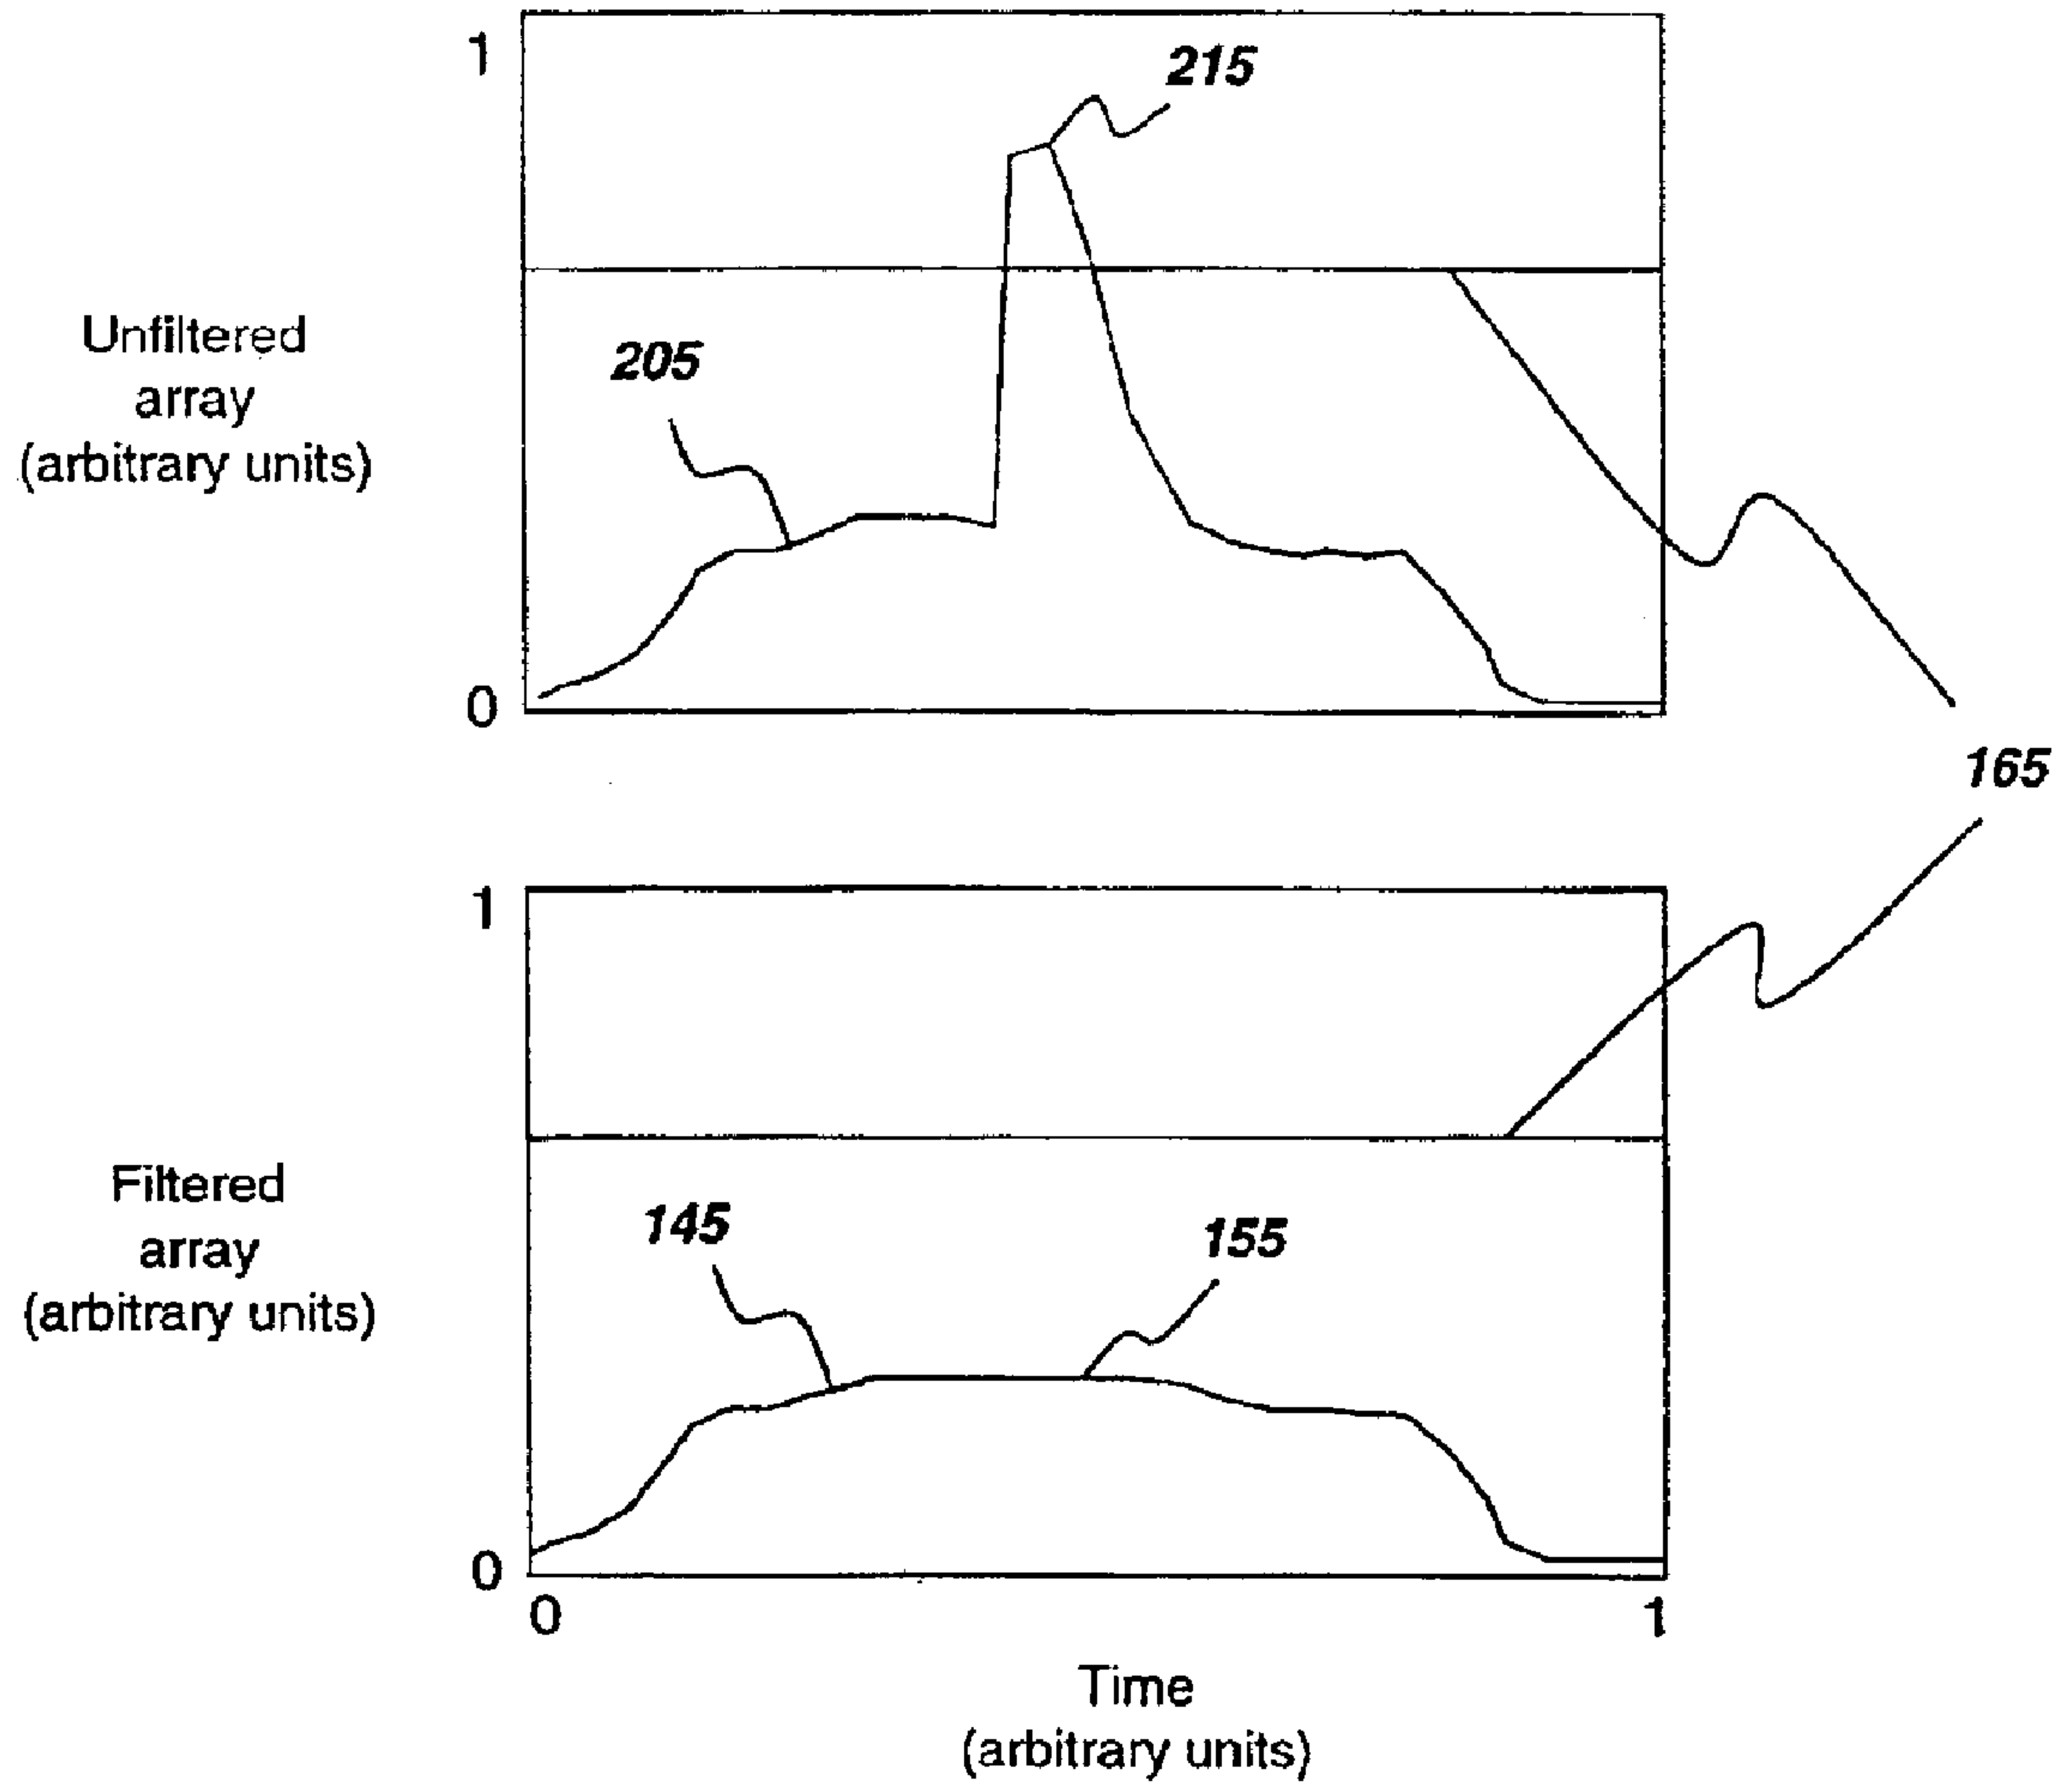 1
215
Unfiltered
array
(arbitrary units)
205
0
165
1
Filtered
array
(arbitrary units)
145
155
0
0
1
Time
(arbitrary units)